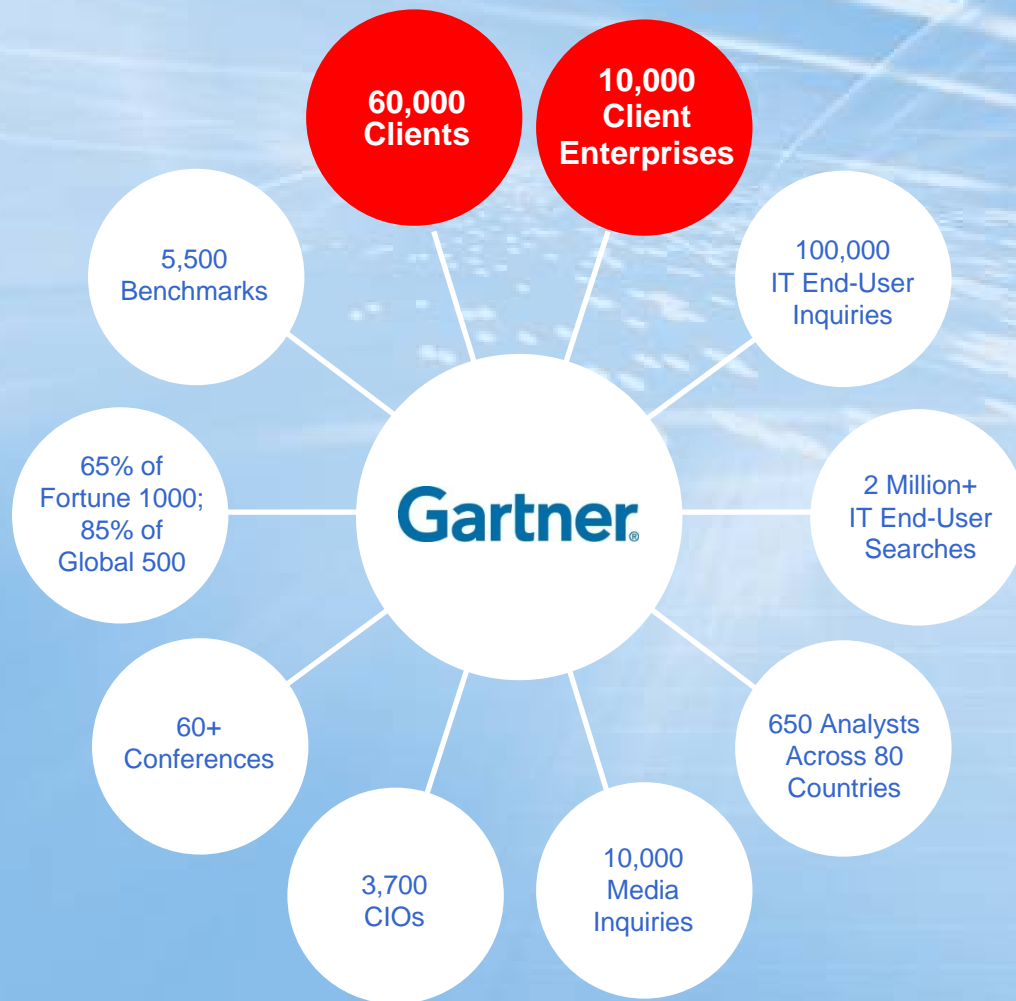 60,000
Clients
10,000
Client
Enterprises
5,500
Benchmarks
100,000
IT End-User
Inquiries
65% of
Fortune 1000;
85% of
Global 500
Gartner®
2 Million+
IT End-User
Searches
60+
Conferences
650 Analysts
Across 80
Countries
3,700
CIOs
10,000
Media
Inquiries